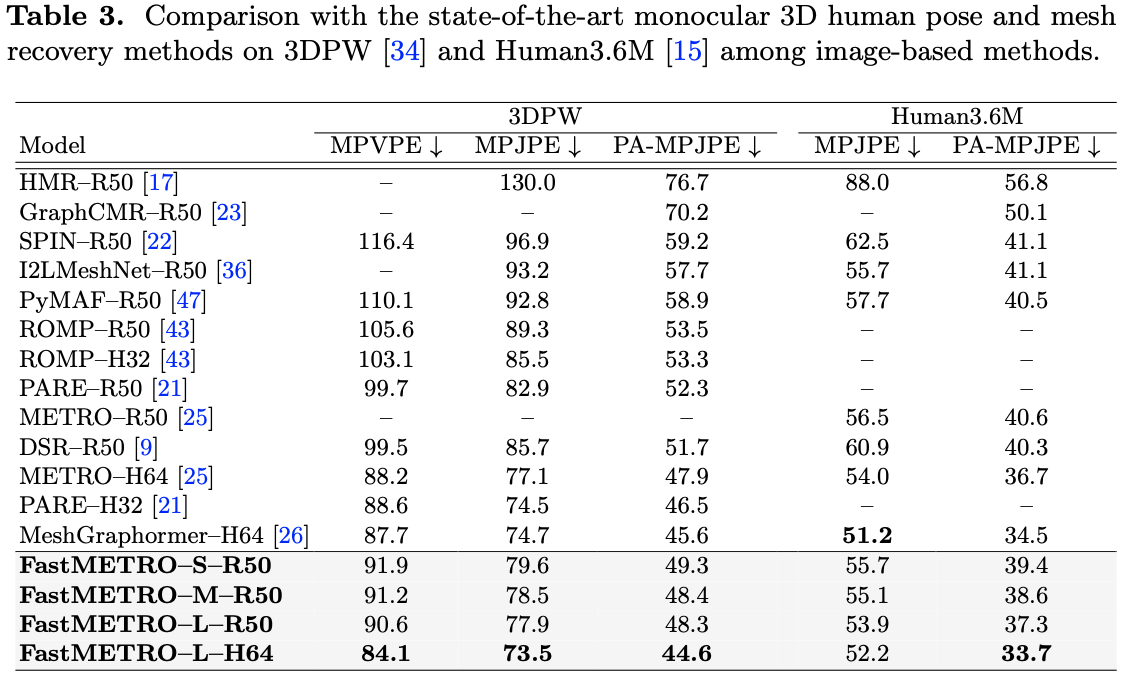 Table 3. Comparison with the state-of-the-art monocular 3D human pose and mesh
recovery methods on 3DPW [34] and Human3.6M [15] among image-based methods.
3DPW Human3.6M
Model MPVPE ↓ MPJPE ↓ PA-MPJPE ↓ MPJPE ↓ PA-MPJPE ↓
HMR–R50 [17] – 130.0 76.7 88.0 56.8
GraphCMR–R50 [23] – – 70.2 – 50.1
SPIN–R50 [22] 116.4 96.9 59.2 62.5 41.1
I2LMeshNet–R50 [36] – 93.2 57.7 55.7 41.1
PyMAF–R50 [47] 110.1 92.8 58.9 57.7 40.5
ROMP–R50 [43] 105.6 89.3 53.5 – –
ROMP–H32 [43] 103.1 85.5 53.3 – –
PARE–R50 [21] 99.7 82.9 52.3 – –
METRO–R50 [25] – – – 56.5 40.6
DSR–R50 [9] 99.5 85.7 51.7 60.9 40.3
METRO–H64 [25] 88.2 77.1 47.9 54.0 36.7
PARE–H32 [21] 88.6 74.5 46.5 – –
MeshGraphormer–H64 [26] 87.7 74.7 45.6 51.2 34.5
FastMETRO–S–R50 91.9 79.6 49.3 55.7 39.4
FastMETRO–M–R50 91.2 78.5 48.4 55.1 38.6
FastMETRO–L–R50 90.6 77.9 48.3 53.9 37.3
FastMETRO–L–H64 84.1 73.5 44.6 52.2 33.7